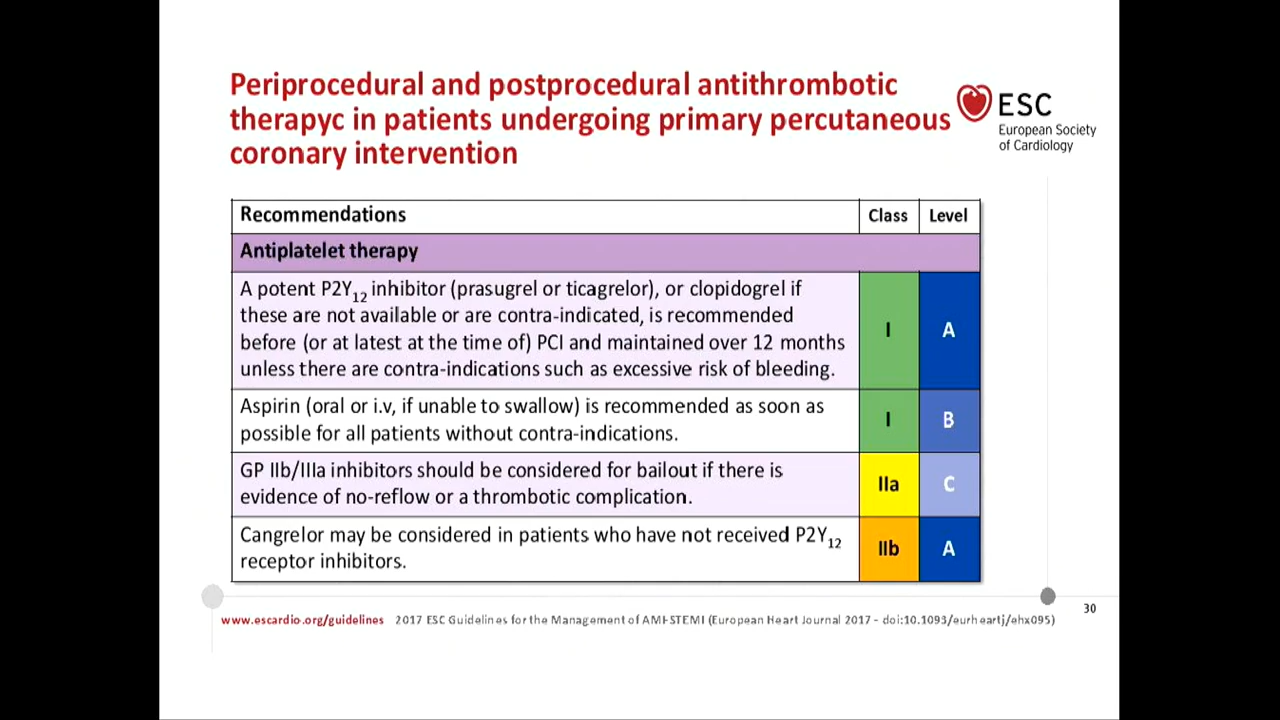 Periprocedural and postprocedural antithrombotic
therapyc in patients undergoing primary percutaneous
coronary intervention
ESC
European Society
of Cardiology
Recommendations Class Level
Antiplatelet therapy
A potent P2Y12 inhibitor (prasugrel or ticagrelor), or clopidogrel if
these are not available or are contra-indicated, is recommended
before (or at latest at the time of) PCI and maintained over 12 months
unless there are contra-indications such as excessive risk of bleeding.
I A
Aspirin (oral or i.v, if unable to swallow) is recommended as soon as
possible for all patients without contra-indications.
I B
GP IIb/IIIa inhibitors should be considered for bailout if there is
evidence of no-reflow or a thrombotic complication.
IIa C
Cangrelor may be considered in patients who have not received P2Y12
receptor inhibitors.
IIb A
30
www.escardio.org/guidelines 2017 ESC Guidelines for the Management of AMI-STEMI (European Heart Journal 2017 - doi:10.1093/eurheartj/ehx095)